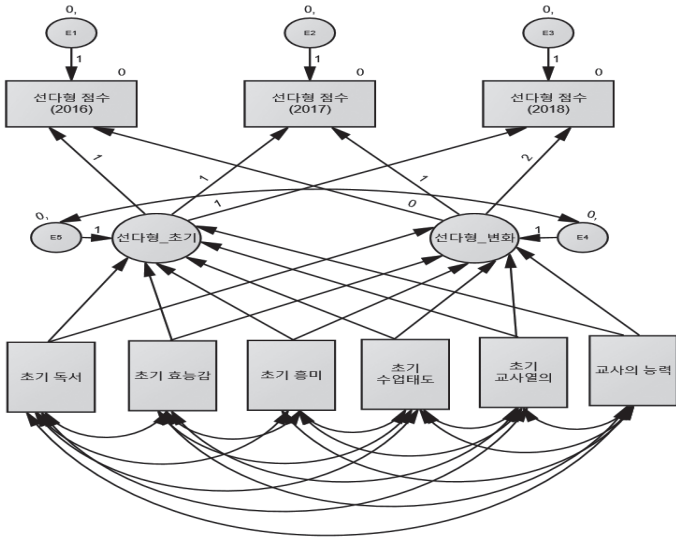 0, 0, 0,
E1 E2 E3
1 1 1
0 0 0
선다형 점수 선다형 점수 선다형 점수
(2016) (2017) (2018)
1 1 1 0 1 2
0, 0,
E5 1 선다형_초기 선다형_변화 1 E4
초기 독서 초기 효능감 초기 흥미 초기 수업태도 초기 교사열의 교사의 능력